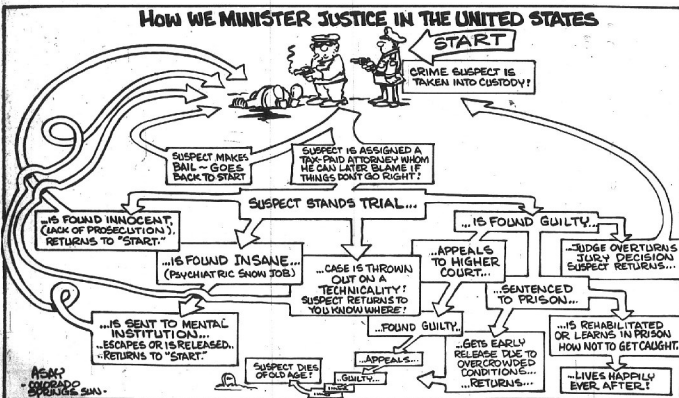 HOW WE MINISTER JUSTICE IN THE UNITED STATES
START
CRIME SUSPECT IS
TAKEN INTO CUSTODY!
SUSPECT MAKES
BAIL ~ GOES
BACK TO START
SUSPECT IS ASSIGNED A
TAX-PAID ATTORNEY WHOM
HE CAN LATER BLAME IF
THINGS DON'T GO RIGHT!
SUSPECT STANDS TRIAL...
...IS FOUND INNOCENT.
(LACK OF PROSECUTION).
RETURNS TO "START."
...IS FOUND INSANE...
(PSYCHIATRIC SNOW JOB)
...IS SENT TO MENTAL
INSTITUTION...
...ESCAPES OR IS RELEASED..
..RETURNS TO "START."
...CASE IS THROWN
OUT ON A
TECHNICALITY!
SUSPECT RETURNS TO
YOU KNOW WHERE!
...IS FOUND GUILTY...
...APPEALS
TO HIGHER
COURT...
...FOUND GUILTY..
..APPEALS...
..GUILTY...
SUSPECT DIES
OF OLD AGE!
...JUDGE OVERTURNS
JURY DECISION
SUSPECT RETURNS...
...SENTENCED
TO PRISON...
...GETS EARLY
RELEASE DUE TO
OVERCROWDED
CONDITIONS...
...RETURNS...
...IS REHABILITATED
OR LEARNS IN PRISON
HOW NOT TO GET CAUGHT.
...LIVES HAPPILY
EVER AFTER!
ASAY
-COLORADO
SPRINGS SUN-